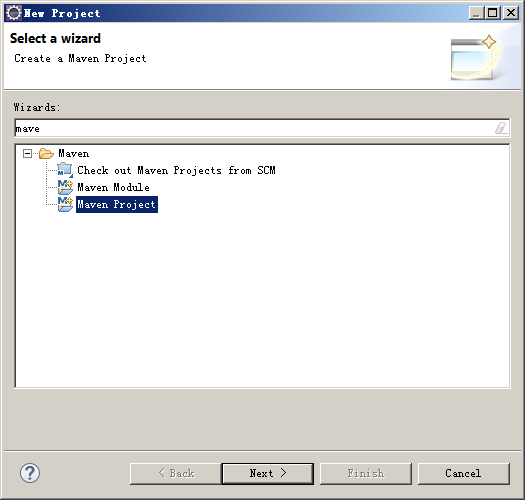 New Project
Select a wizard
Create a Maven Project
Wizards:
mave
Maven
Check out Maven Projects from SCM
Maven Module
Maven Project
< Back
Next >
Finish
Cancel